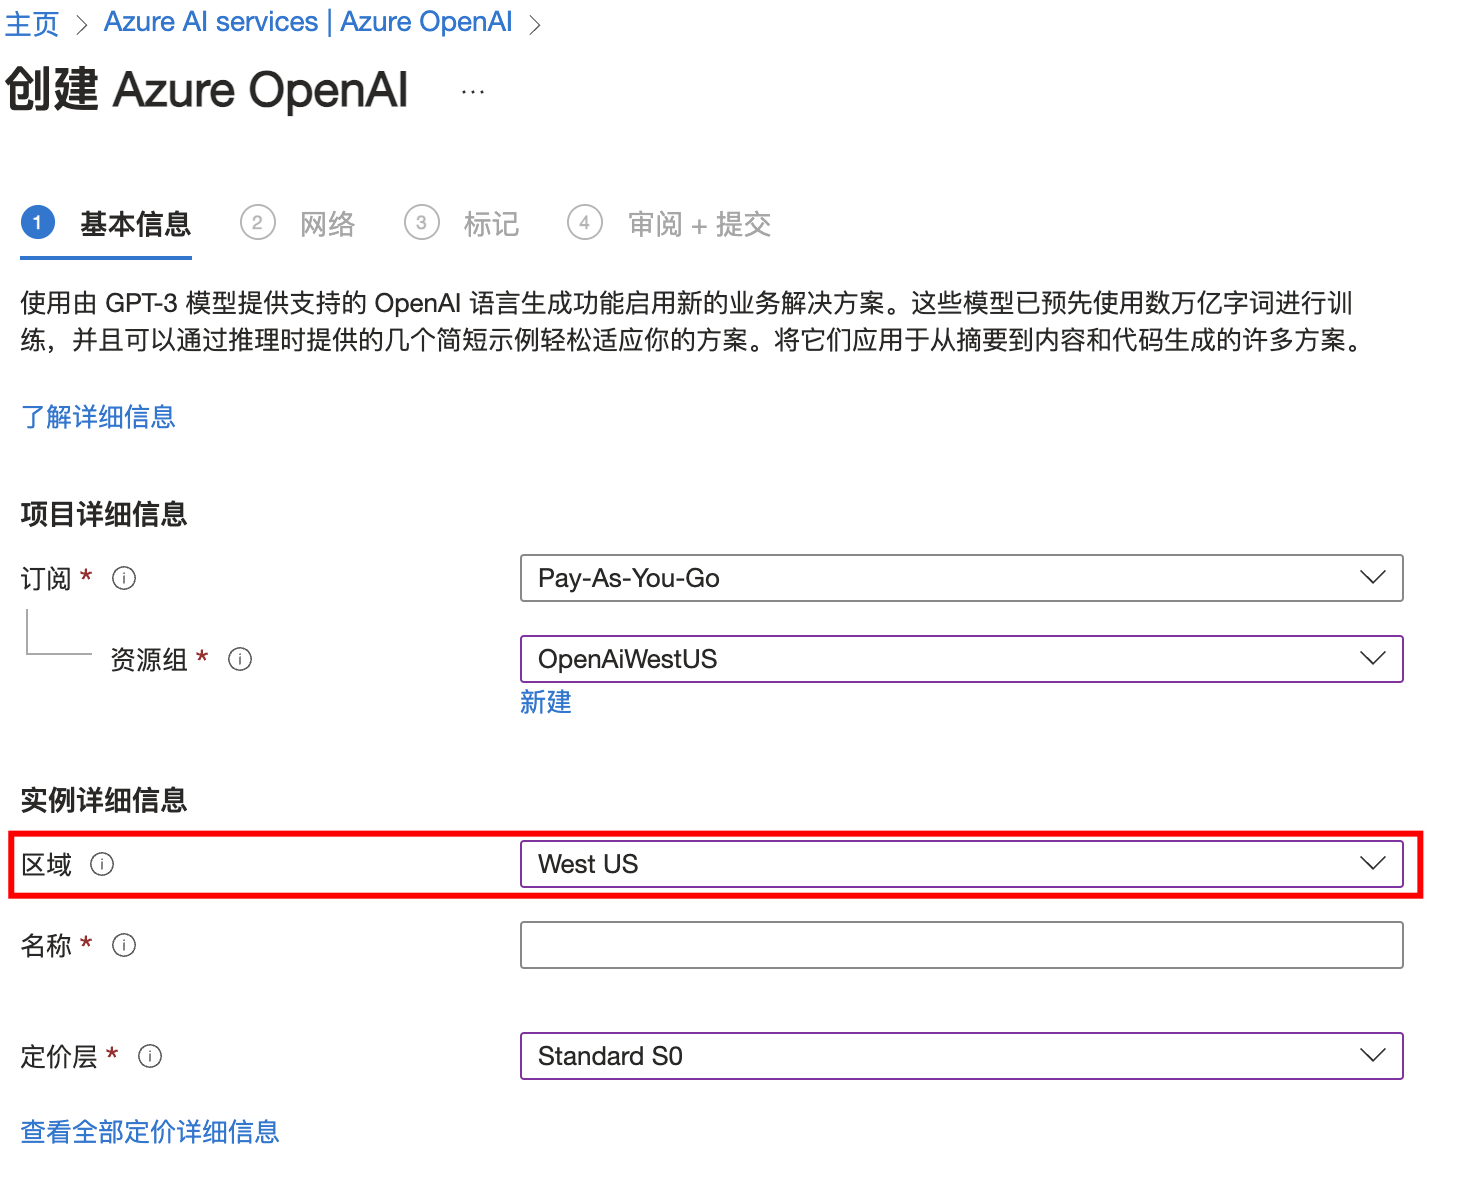 主页 > Azure AI services | Azure OpenAI >
创建 Azure OpenAI ...
1 基本信息 2 网络 3 标记 4 审阅 + 提交
使用由 GPT-3 模型提供支持的 OpenAI 语言生成功能启用新的业务解决方案。这些模型已预先使用数万亿字词进行训
练，并且可以通过推理时提供的几个简短示例轻松适应你的方案。将它们应用于从摘要到内容和代码生成的许多方案。
了解详细信息
项目详细信息
订阅 * Pay-As-You-Go
资源组 * OpenAiWestUS
新建
实例详细信息
区域 West US
名称 *
定价层 * Standard S0
查看全部定价详细信息